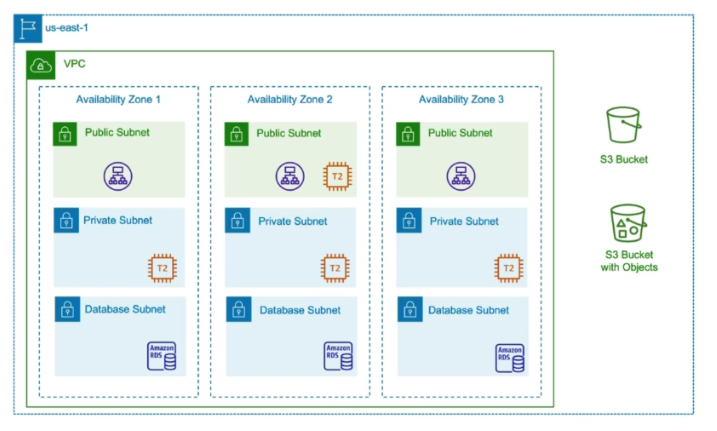 us-east-1
VPC
Availability Zone 1
Availability Zone 2
Availability Zone 3
Public Subnet
Public Subnet
Public Subnet
T2
S3 Bucket
Private Subnet
Private Subnet
Private Subnet
T2
T2
T2
S3 Bucket
with Objects
Database Subnet
Database Subnet
Database Subnet
Amazon
RDS
Amazon
RDS
Amazon
RDS